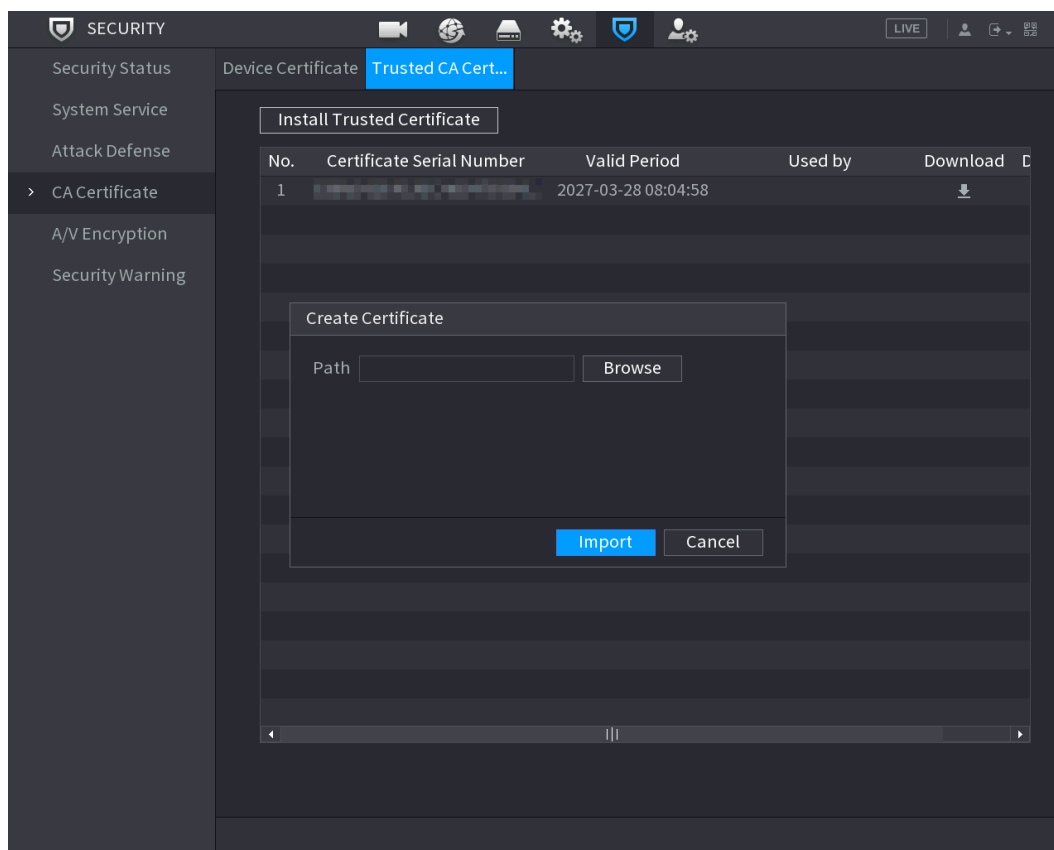 SECURITY
LIVE
Security Status
System Service
Attack Defense
CA Certificate
A/V Encryption
Security Warning
Device Certificate Trusted CA Cert...
Install Trusted Certificate
No. Certificate Serial Number Valid Period Used by Download D
1 2027-03-28 08:04:58
Create Certificate
Path Browse
Import Cancel